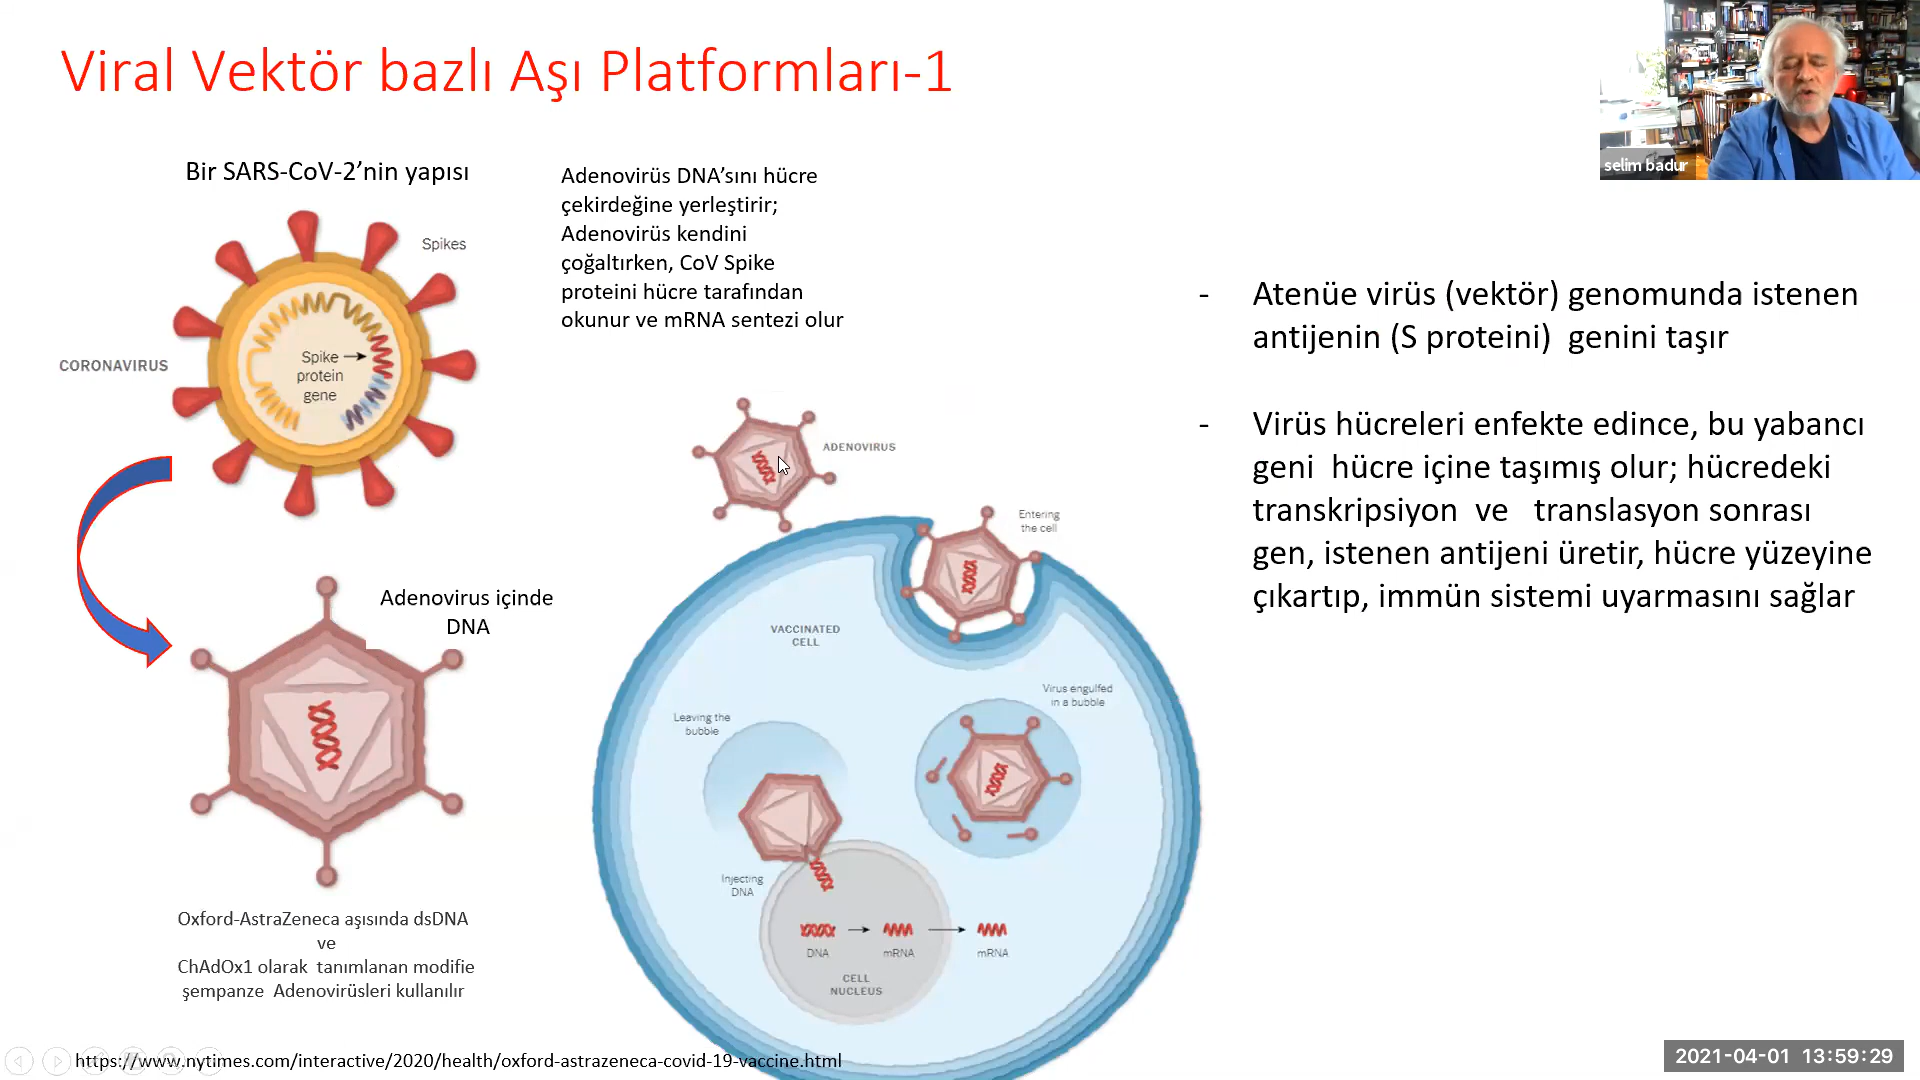 Viral Vektör bazlı Aşı Platformları-1
selim badur
Bir SARS-CoV-2’nin yapısı
Spikes
CORONAVIRUS
Spike
protein
gene
Adenovirus içinde
DNA
Oxford-AstraZeneca aşısında dsDNA
ve
ChAdOx1 olarak  tanımlanan modifie
şempanze  Adenovirüsleri kullanılır
Adenovirüs DNA’sını hücre
çekirdeğine yerleştirir;
Adenovirüs kendini
çoğaltırken, CoV Spike
proteini hücre tarafından
okunur ve mRNA sentezi olur
ADENOVIRUS
Entering
the cell
VACCINATED
CELL
Virus engulfed
in a bubble
Leaving the
bubble
Injecting
DNA
DNA
mRNA
mRNA
CELL
NUCLEUS
- Atenüe virüs (vektör) genomunda istenen
antijenin (S proteini)  genini taşır
- Virüs hücreleri enfekte edince, bu yabancı
geni  hücre içine taşımış olur; hücredeki
transkripsiyon  ve   translasyon sonrası
gen, istenen antijeni üretir, hücre yüzeyine
çıkartıp, immün sistemi uyarmasını sağlar
https://www.nytimes.com/interactive/2020/health/oxford-astrazeneca-covid-19-vaccine.html
2021-04-01 13:59:29